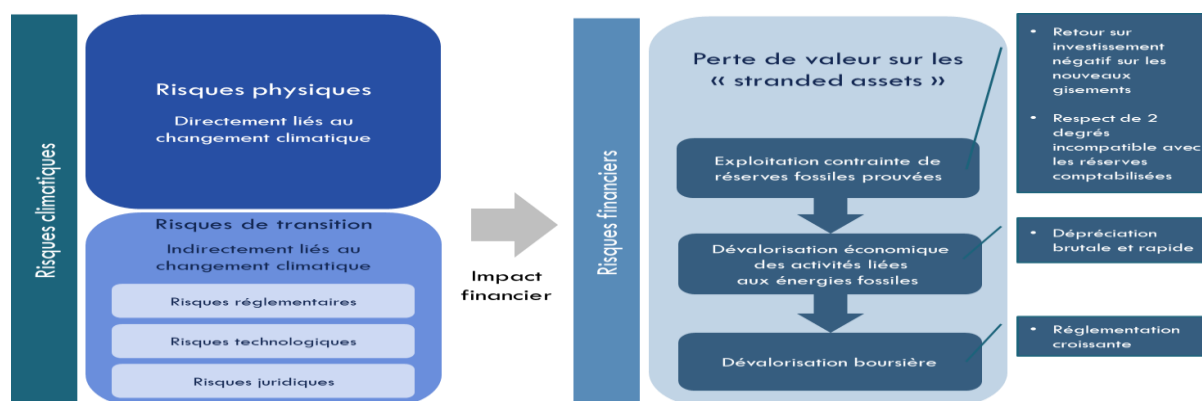 Risques climatiques
Risques physiques
Directement liés au
changement climatique
Risques de transition
Indirectement liés au
changement climatique
Risques réglementaires
Risques technologiques
Risques juridiques
Impact
financier
Risques financiers
Perte de valeur sur les
« stranded assets »
Exploitation contrainte de
réserves fossiles prouvées
Dévalorisation économique
des activités liées
aux énergies fossiles
Dévalorisation boursière
• Retour sur
investissement
négatif sur les
nouveaux
gisements
• Respect de 2
degrés
incompatible avec
les réserves
comptabilisées
• Dépréciation
brutale et rapide
• Réglementation
croissante